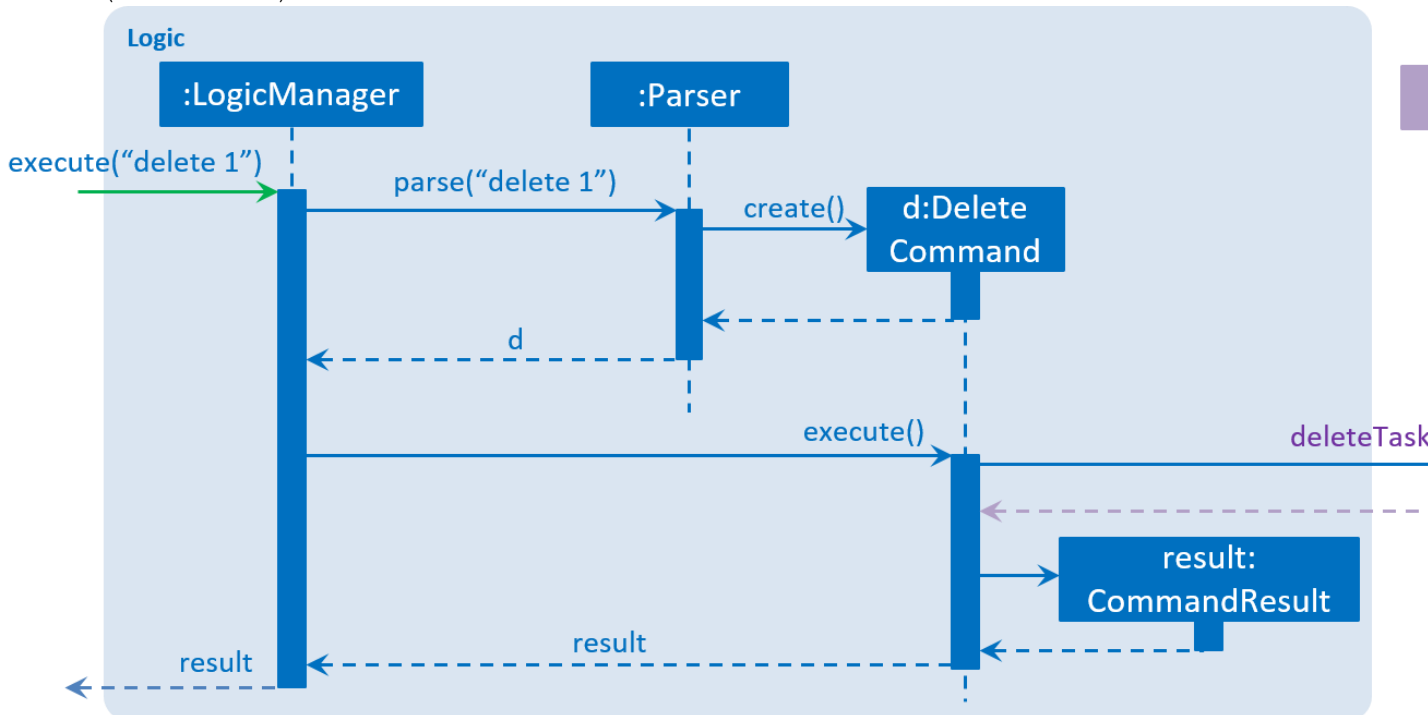 Logic
:LogicManager
:Parser
execute(“delete 1”)
parse(“delete 1”)
create()
d:Delete
Command
d
execute()
deleteTask
result:
CommandResult
result
result